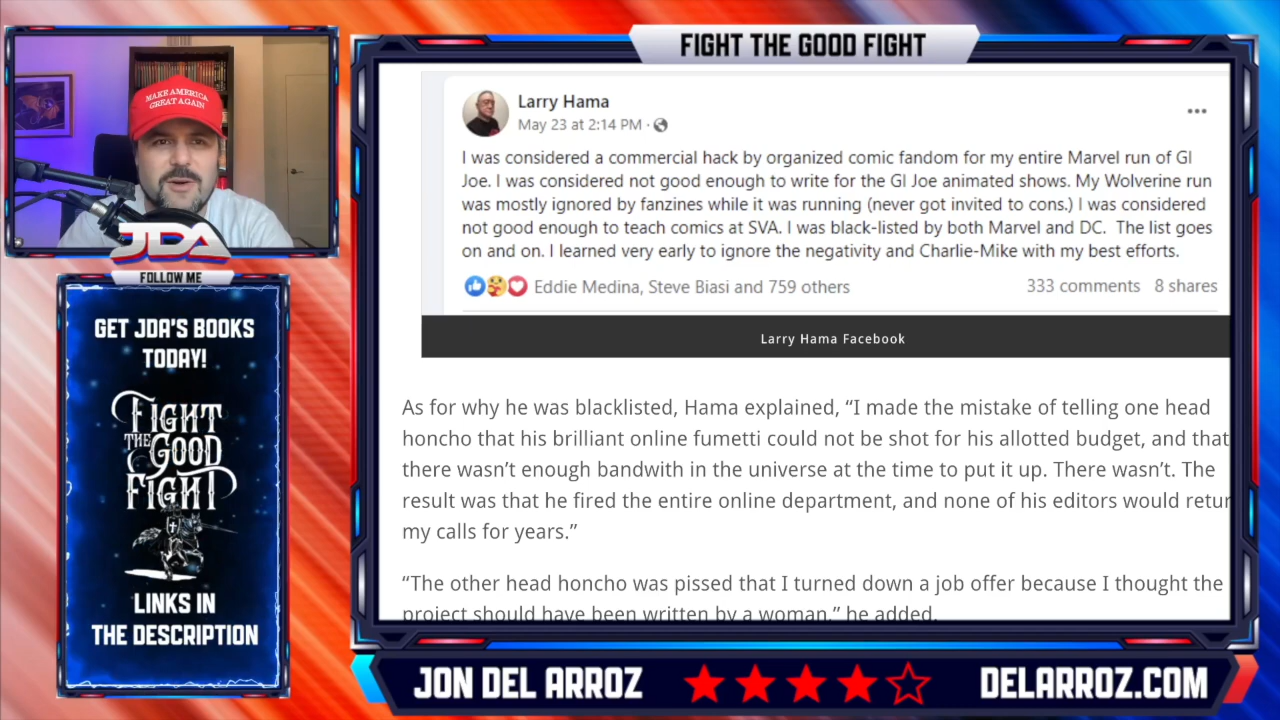 FIGHT THE GOOD FIGHT
MAKE AMERICA
GREAT AGAIN
JDA
FOLLOW ME
GET JDA'S BOOKS
TODAY!
FIGHT
THE GOOD
FIGHT
LINKS IN
THE DESCRIPTION
Larry Hama
May 23 at 2:14 PM ·
I was considered a commercial hack by organized comic fandom for my entire Marvel run of GI
Joe. I was considered not good enough to write for the GI Joe animated shows. My Wolverine run
was mostly ignored by fanzines while it was running (never got invited to cons.) I was considered
not good enough to teach comics at SVA. I was black-listed by both Marvel and DC. The list goes
on and on. I learned very early to ignore the negativity and Charlie-Mike with my best efforts.
Eddie Medina, Steve Biasi and 759 others
333 comments 8 shares
Larry Hama Facebook
As for why he was blacklisted, Hama explained, “I made the mistake of telling one head
honcho that his brilliant online fumetti could not be shot for his allotted budget, and that
there wasn’t enough bandwith in the universe at the time to put it up. There wasn’t. The
result was that he fired the entire online department, and none of his editors would retur
my calls for years.”
“The other head honcho was pissed that I turned down a job offer because I thought the
project should have been written by a woman,” he added.
JON DEL ARROZ
DELARROZ.COM